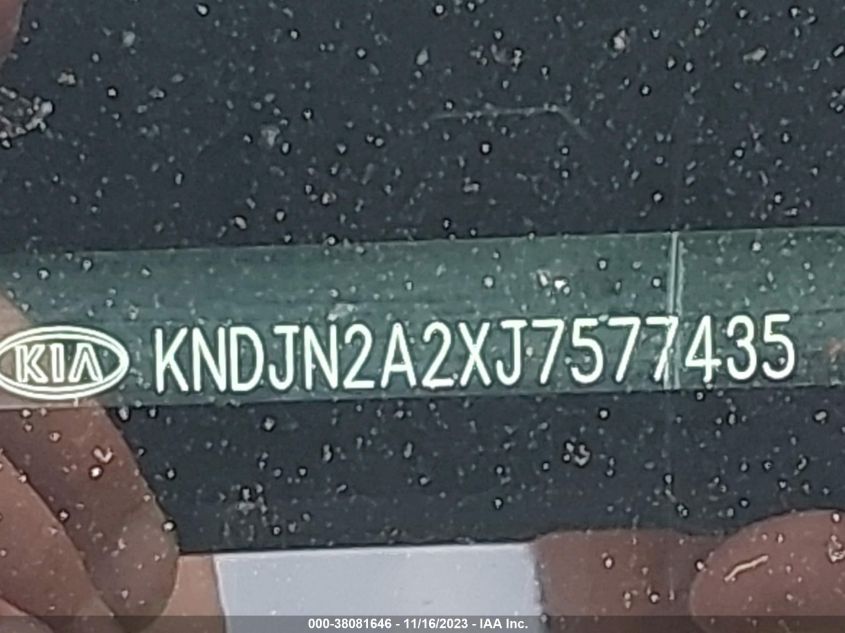 KIA KNDJN2A2XJ7577435
000-38081646 - 11/16/2023 - IAA Inc.